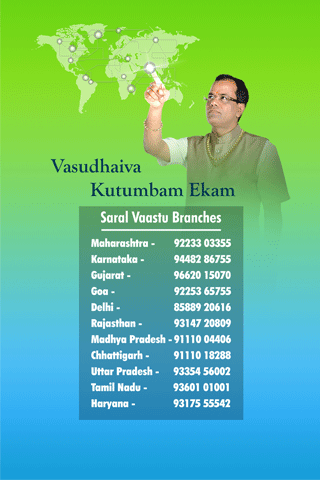 Vasudhaiva
Kutumbam Ekam
Saral Vaastu Branches
Maharashtra - 92233 03355
Karnataka - 94482 86755
Gujarat - 96620 15070
Goa - 92253 65755
Delhi - 85889 20616
Rajasthan - 93147 20809
Madhya Pradesh - 91110 04406
Chhattigarh - 91110 18288
Uttar Pradesh - 93354 56002
Tamil Nadu - 93601 01001
Haryana - 93175 55542